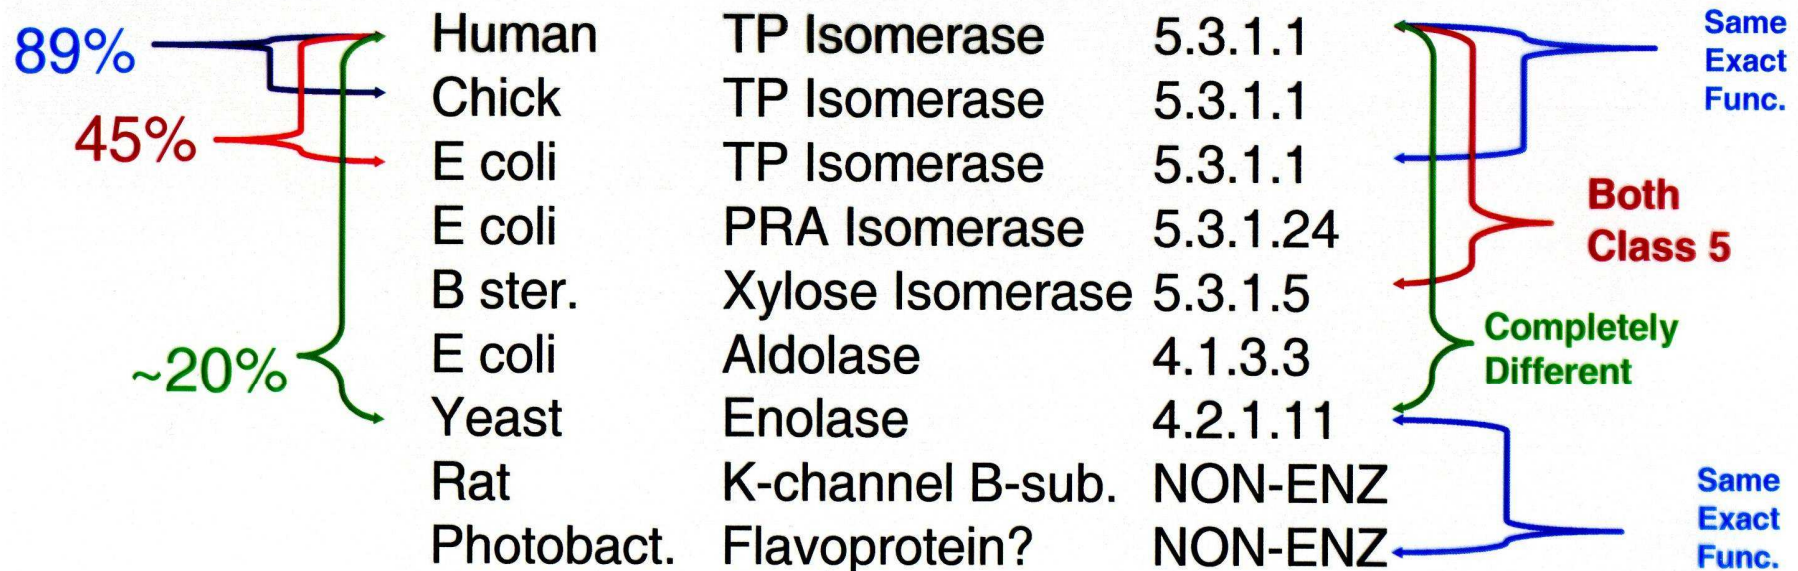 89%
45%
~20%
Human TP Isomerase 5.3.1.1
Chick TP Isomerase 5.3.1.1
E coli TP Isomerase 5.3.1.1
E coli PRA Isomerase 5.3.1.24
B ster. Xylose Isomerase 5.3.1.5
E coli Aldolase 4.1.3.3
Yeast Enolase 4.2.1.11
Rat K-channel B-sub. NON-ENZ
Photobact. Flavoprotein? NON-ENZ
Same
Exact
Func.
Both
Class 5
Completely
Different
Same
Exact
Func.